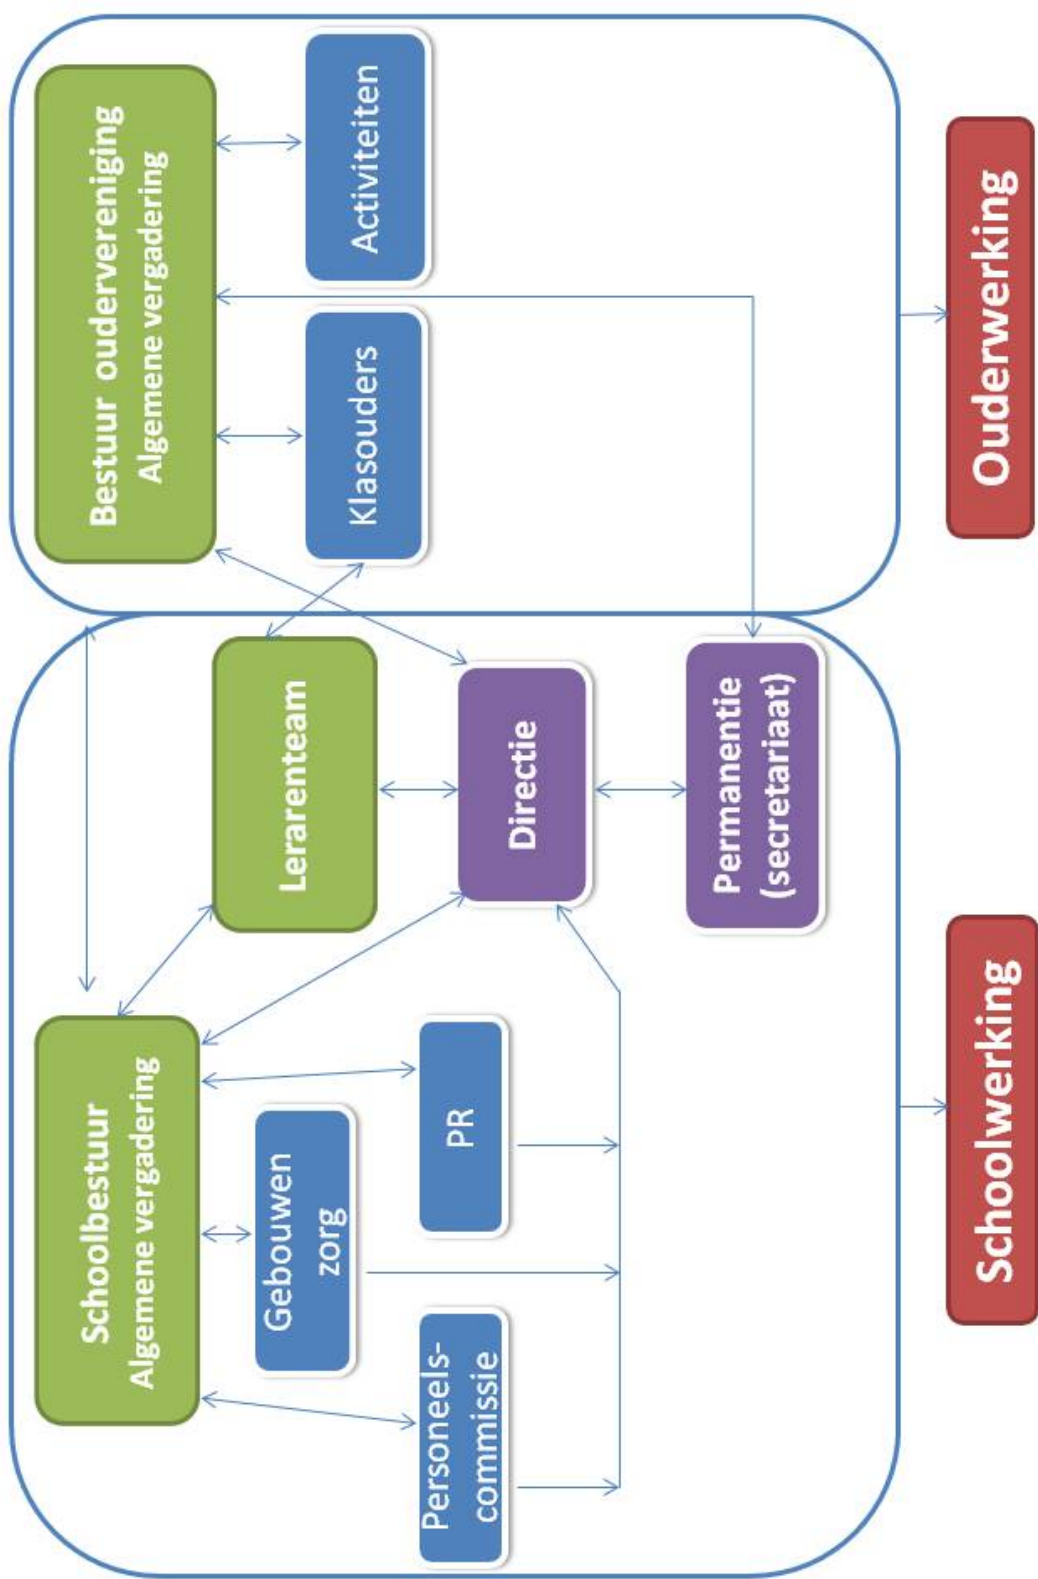 Schoolbestuur
Algemene vergadering
Bestuur oudervereniging
Algemene vergadering
Lerarenteam
Gebouwen
zorg
Klasouders
Activiteiten
Personeels-
commissie
PR
Directie
Permanentie
(secretariaat)
Schoolwerking
Ouderwerking